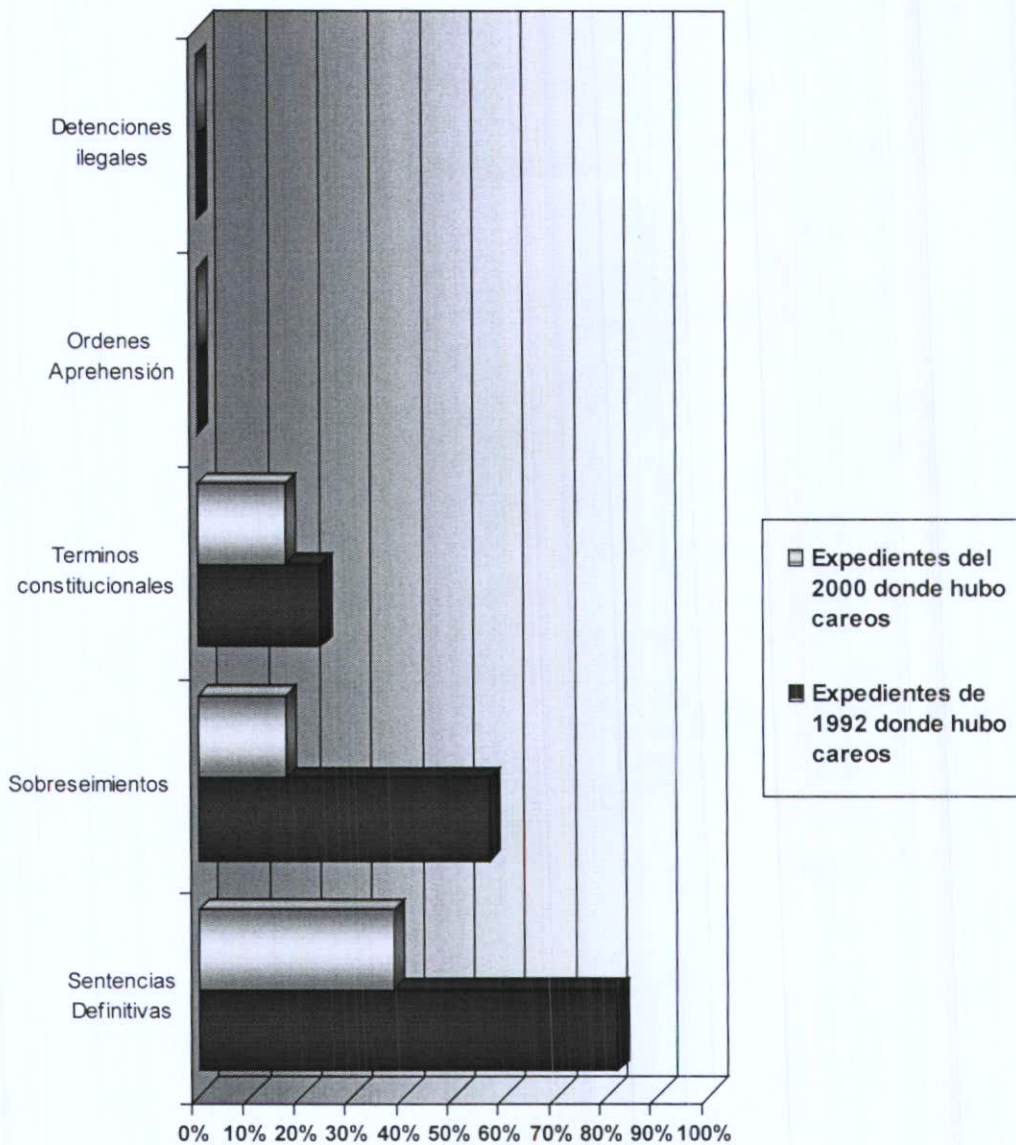 Detenciones
ilegales
Ordenes
Aprehensión
Terminos
constitucionales
Sobreseimientos
Sentencias
Definitivas
0% 10% 20% 30% 40% 50% 60% 70% 80% 90% 100%
Expedientes del
2000 donde hubo
careos
Expedientes de
1992 donde hubo
careos